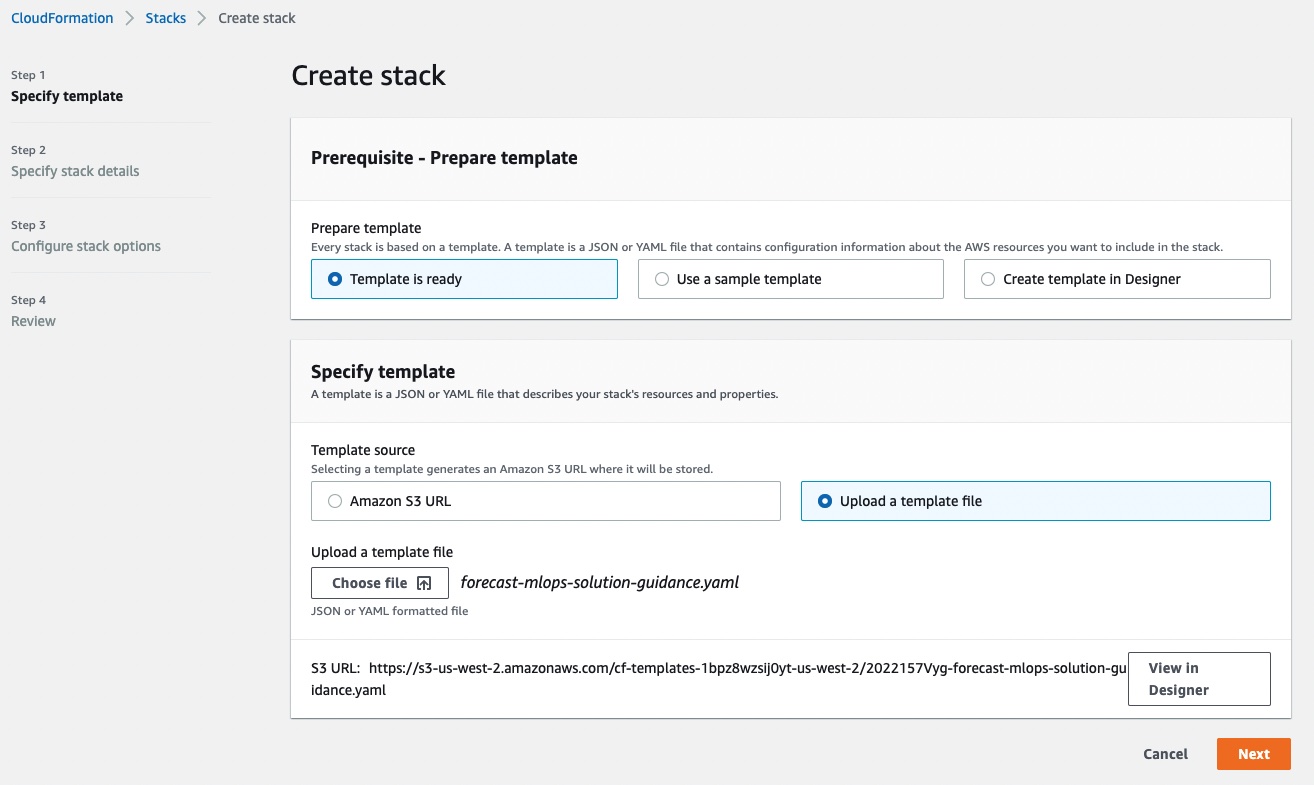 CloudFormation > Stacks > Create stack
Step 1
Specify template
Step 2
Specify stack details
Step 3
Configure stack options
Step 4
Review
Create stack
Prerequisite - Prepare template
Prepare template
Every stack is based on a template. A template is a JSON or YAML file that contains configuration information about the AWS resources you want to include in the stack.
Template is ready
Use a sample template
Create template in Designer
Specify template
A template is a JSON or YAML file that describes your stack's resources and properties.
Template source
Selecting a template generates an Amazon S3 URL where it will be stored.
Amazon S3 URL
Upload a template file
Upload a template file
Choose file
forecast-mlops-solution-guidance.yaml
JSON or YAML formatted file
S3 URL: https://s3-us-west-2.amazonaws.com/cf-templates-1bpz8wzsij0yt-us-west-2/2022157Vyg-forecast-mlops-solution-gu
idance.yaml
View in
Designer
Cancel
Next